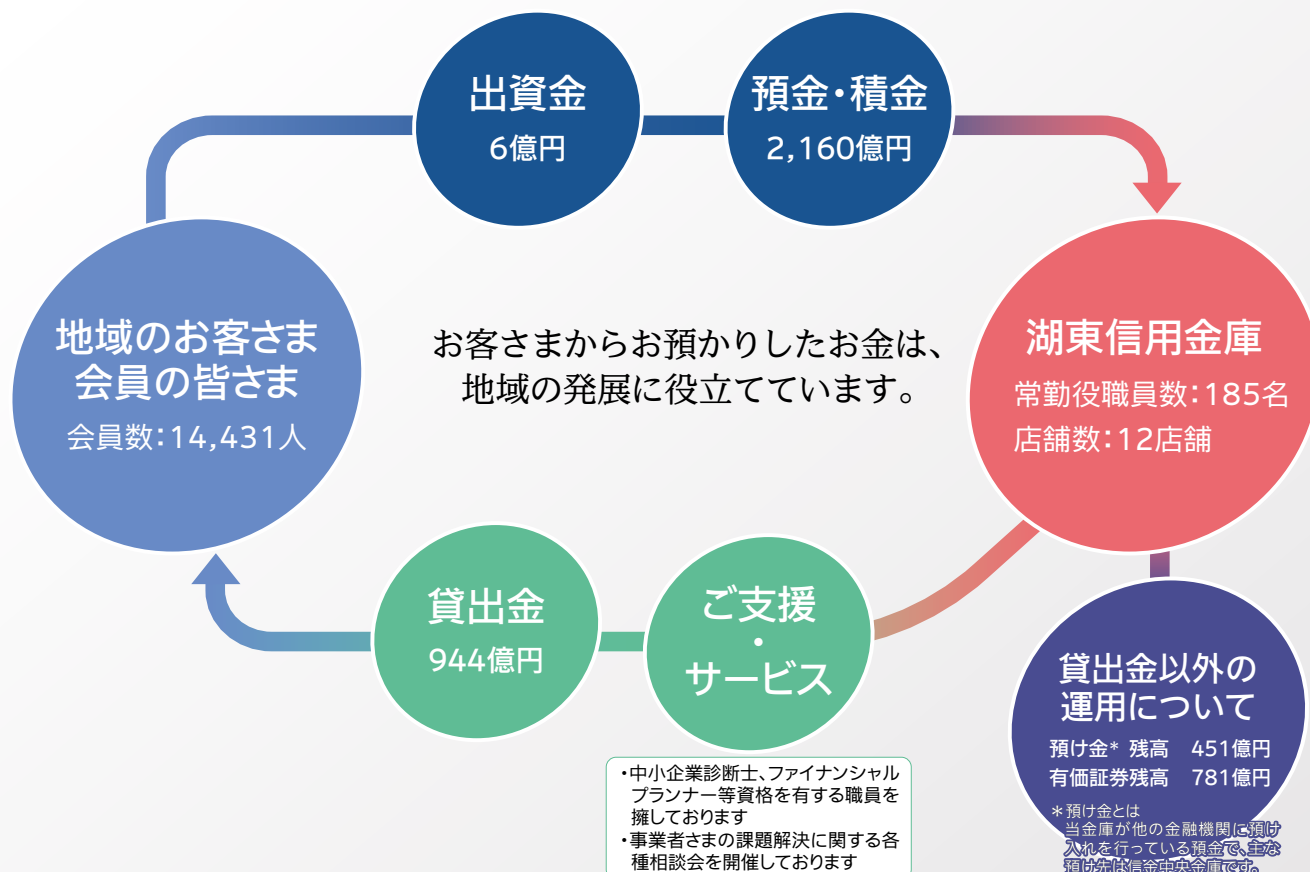 出資金
6億円
預金・積金
2,160億円
地域のお客さま
会員の皆さま
会員数：14,431人
お客さまからお預かりしたお金は、
地域の発展に役立てています。
湖東信用金庫
常勤役職員数：185名
店舗数：12店舗
貸出金
944億円
ご支援
・
サービス
・中小企業診断士、ファイナンシャル
プランナー等資格を有する職員を
擁しております
・事業者さまの課題解決に関する各
種相談会を開催しております
貸出金以外の
運用について
預け金* 残高　451億円
有価証券残高　781億円
＊預け金とは
当金庫が他の金融機関に預け
入れを行っている預金で、主な
預け先は信金中央金庫です。